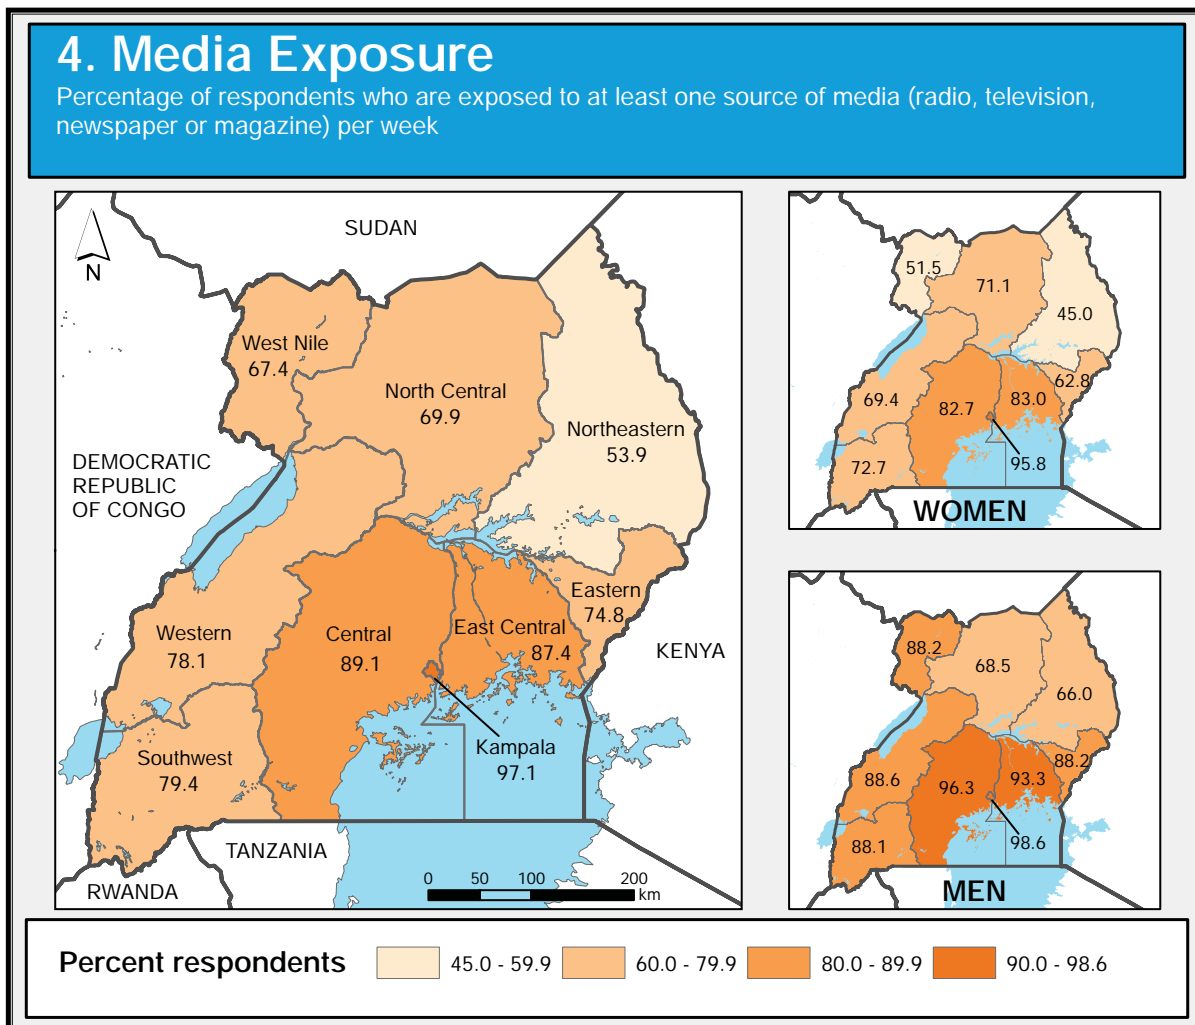 4. Media Exposure
Percentage of respondents who are exposed to at least one source of media (radio, television,
newspaper or magazine) per week
SUDAN
N
West Nile
67.4
North Central
69.9
Northeastern
53.9
DEMOCRATIC
REPUBLIC
OF CONGO
Eastern
74.8
Western
78.1
Central
89.1
East Central
87.4
KENYA
Southwest
79.4
Kampala
97.1
TANZANIA
RWANDA
0 50 100 200
km
51.5
71.1
45.0
62.8
69.4
82.7
83.0
95.8
72.7
WOMEN
88.2
68.5
66.0
88.2
88.6
96.3
93.3
98.6
88.1
MEN
Percent respondents
45.0 - 59.9
60.0 - 79.9
80.0 - 89.9
90.0 - 98.6